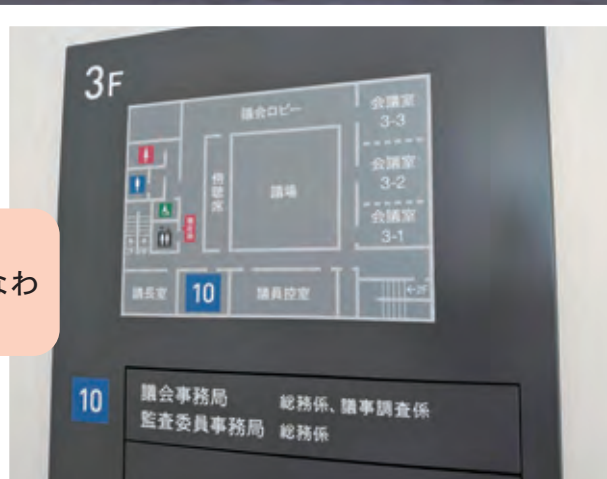 3F
議会ロビー
会議室
3-3
傍聴席
議場
会議室
3-2
会議室
3-1
議長室
10
議員控室
←2F
なわ
10
議会事務局 総務係、議事調査係
監査委員事務局 総務係